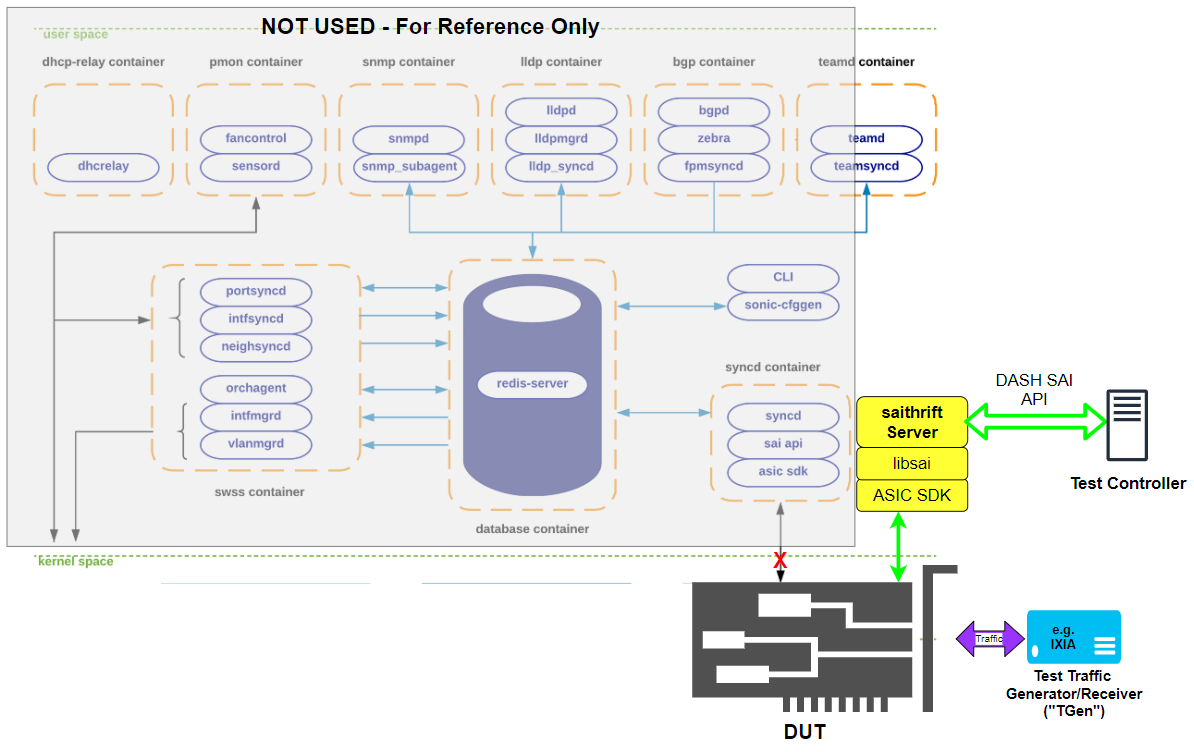 NOT USED - For Reference Only
user space
dhcp-relay container
pmon container
snmp container
lldp container
bgp container
teamd container
dhcrelay
fancontrol
sensord
snmpd
snmp_subagent
lldpd
lldpmgrd
lldp_syncd
bgpd
zebra
fpmsyncd
teamd
teamsyncd
portsyncd
intfsyncd
neighsyncd
orchagent
intfmgrd
vlanmgrd
swss container
redis-server
database container
CLI
sonic-cfggen
syncd container
syncd
sai api
asic sdk
saithrift
Server
libsai
ASIC SDK
DASH SAI
API
Test Controller
kernel space
X
DUT
Traffic
e.g.
IXIA
Test Traffic
Generator/Receiver
("TGen")